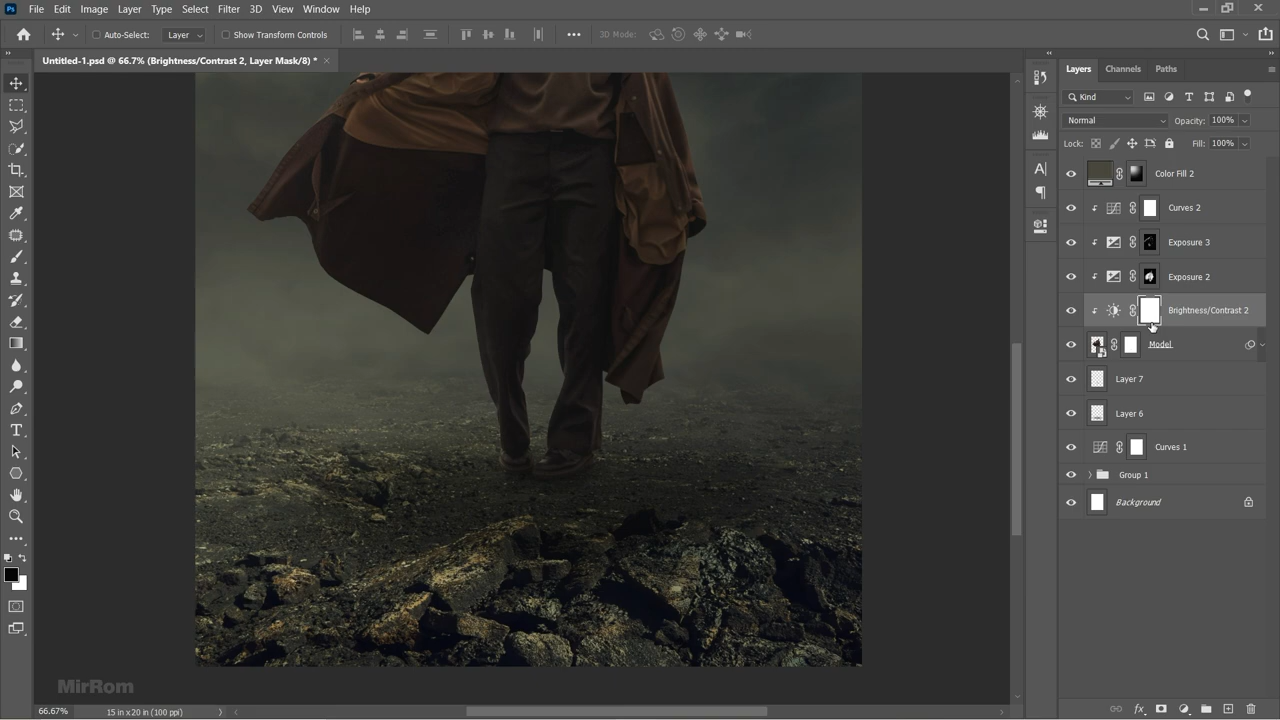 Ps File Edit Image Layer Type Select Filter 3D View Window Help
Auto-Select: Layer Show Transform Controls 3D Mode:
Untitled-1.psd @ 66.7% (Brightness/Contrast 2, Layer Mask/8) *
Layers Channels Paths
Kind
Normal Opacity: 100%
Lock: Fill: 100%
Color Fill 2
Curves 2
Exposure 3
Exposure 2
Brightness/Contrast 2
Model
Layer 7
Layer 6
Curves 1
Group 1
Background
MirRom
66.67% 15 in x 20 in (100 ppi)